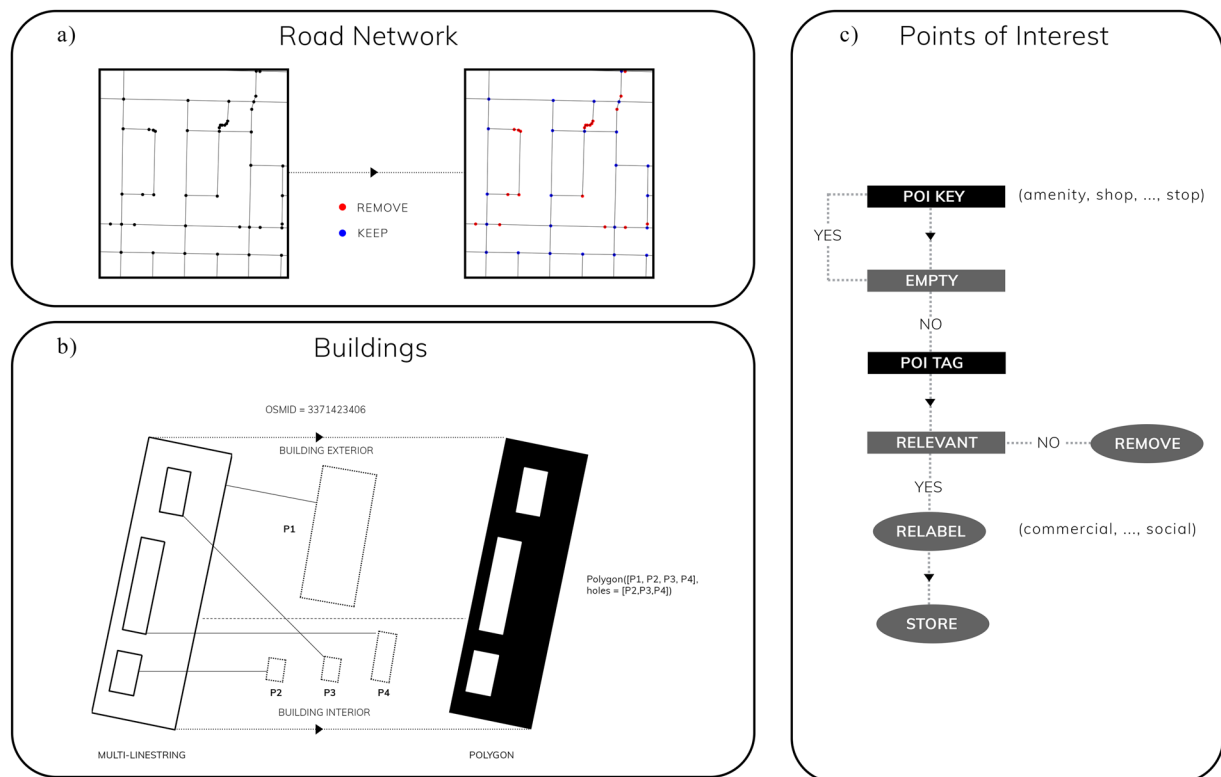 a)
Road Network
REMOVE
KEEP
b)
Buildings
OSMID = 3371423406
BUILDING EXTERIOR
P1
Polygon([P1, P2, P3, P4],
holes = [P2,P3,P4])
P2
P3
P4
BUILDING INTERIOR
MULTI-LINESTRING
POLYGON
c)
Points of Interest
POI KEY
(amenity, shop, ..., stop)
YES
EMPTY
NO
POI TAG
RELEVANT
NO
REMOVE
YES
RELABEL
(commercial, ..., social)
STORE